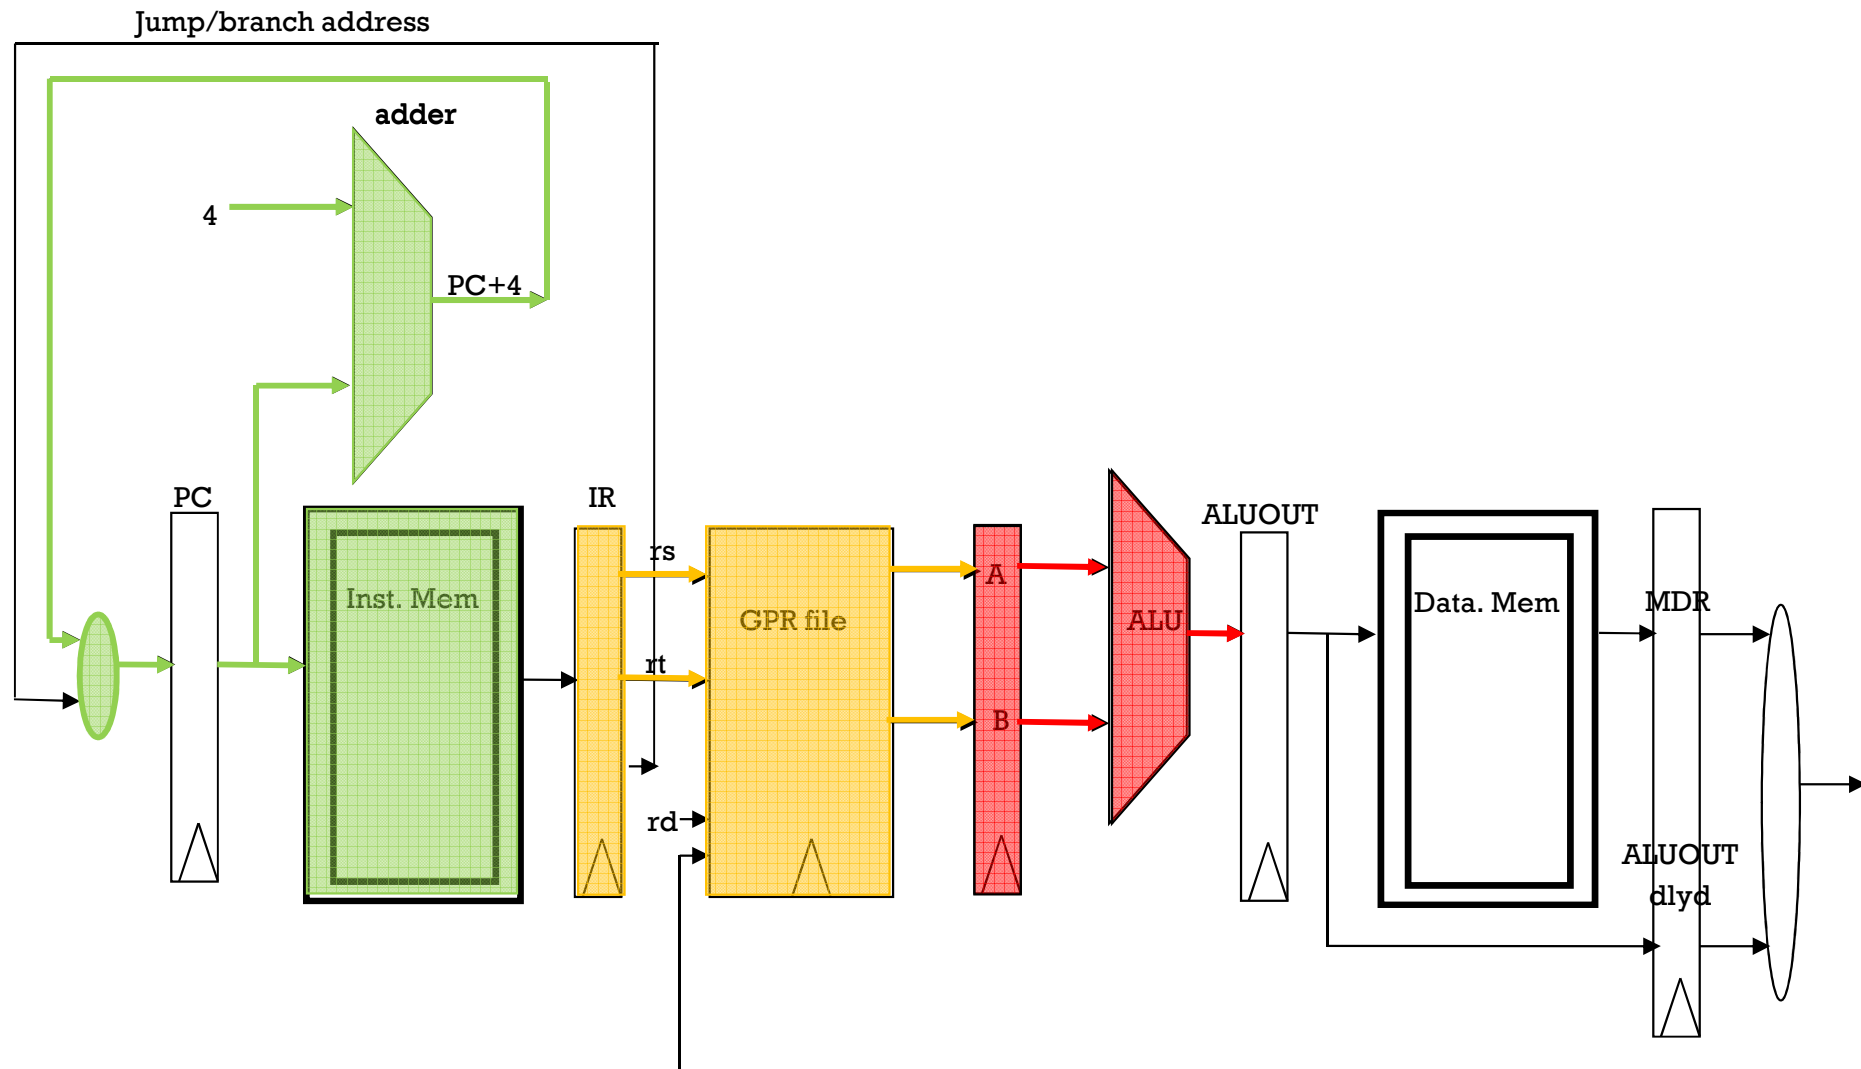 Jump/branch address
adder
4
PC+4
PC
IR
ALUOUT
rs
Inst. Mem
A
Data. Mem
MDR
GPR file
ALU
rt
B
rd
ALUOUT
dlyd